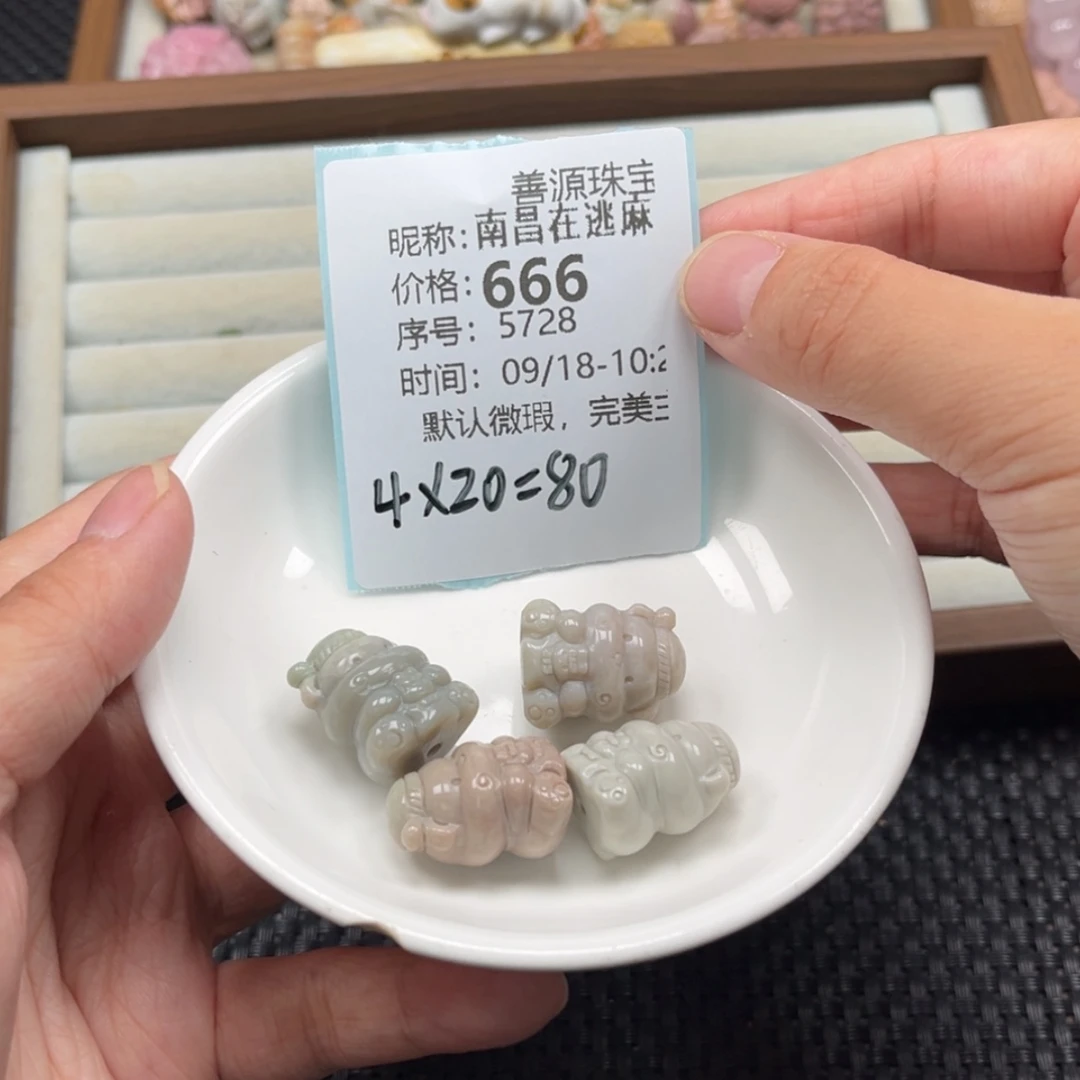 善源珠宝
昵称:南昌在逃麻
价格:666
序号: 5728
时间: 09/18-10:2
默认微瑕, 完美
4X20=80